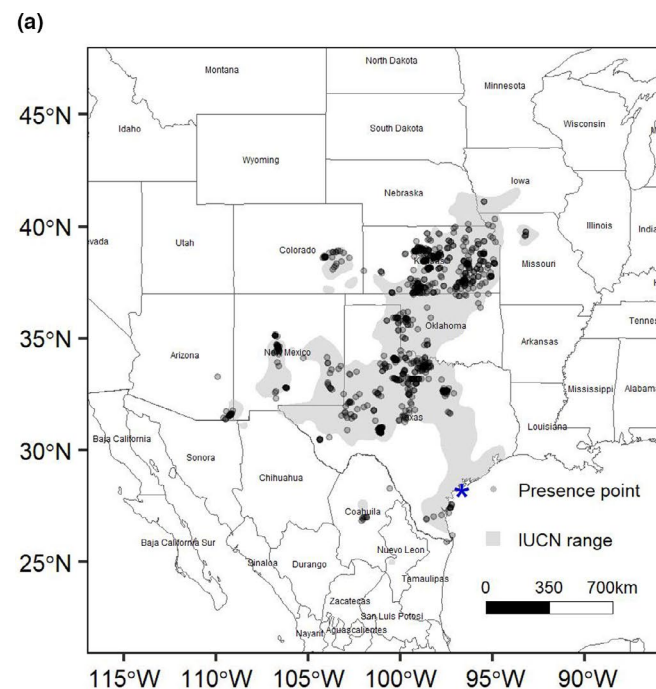 (a)
Montana
North Dakota
Minnesota
45°N
Idaho
Wisconsin
South Dakota
Wyoming
Iowa
Nebraska
40°N
Illinois
India
vada
Utah
Colorado
Missouri
35°N
Oklahoma
Tennes
Arizona
New Mexico
Arkansas
Mississippi
Alabama
Texas
Louisiana
30°N
Baja California
Sonora
Chihuahua
*
Presence point
Coahuila
IUCN range
Baja California Sur
Nuevo Leon
25°N
Sinaloa
Durango
Tamaulipas
0 350 700km
Zacatecas
San Luis Potosi
Nayarit
Aguascalientes
115°W 110°W 105°W 100°W 95°W 90°W